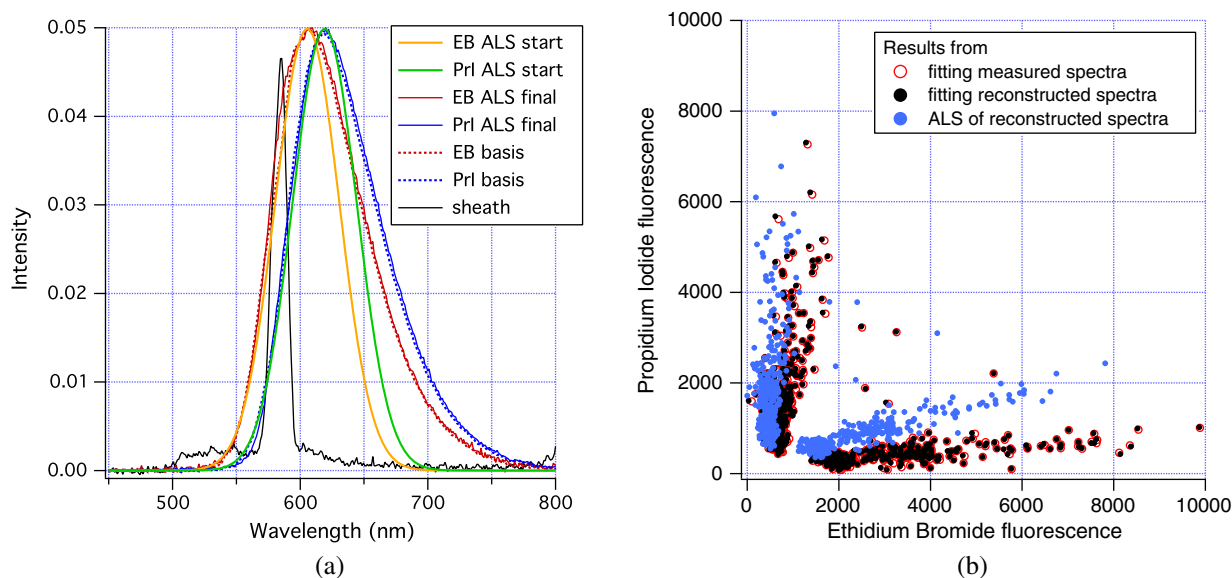 0.05
0.04
0.03
0.02
0.01
0.00
Intensity
500
600
700
800
Wavelength (nm)
EB ALS start
PrI ALS start
EB ALS final
PrI ALS final
EB basis
PrI basis
sheath
(a)
10000
8000
6000
4000
2000
0
Propidium Iodide fluorescence
0
2000
4000
6000
8000
10000
Ethidium Bromide fluorescence
Results from
fitting measured spectra
fitting reconstructed spectra
ALS of reconstructed spectra
(b)